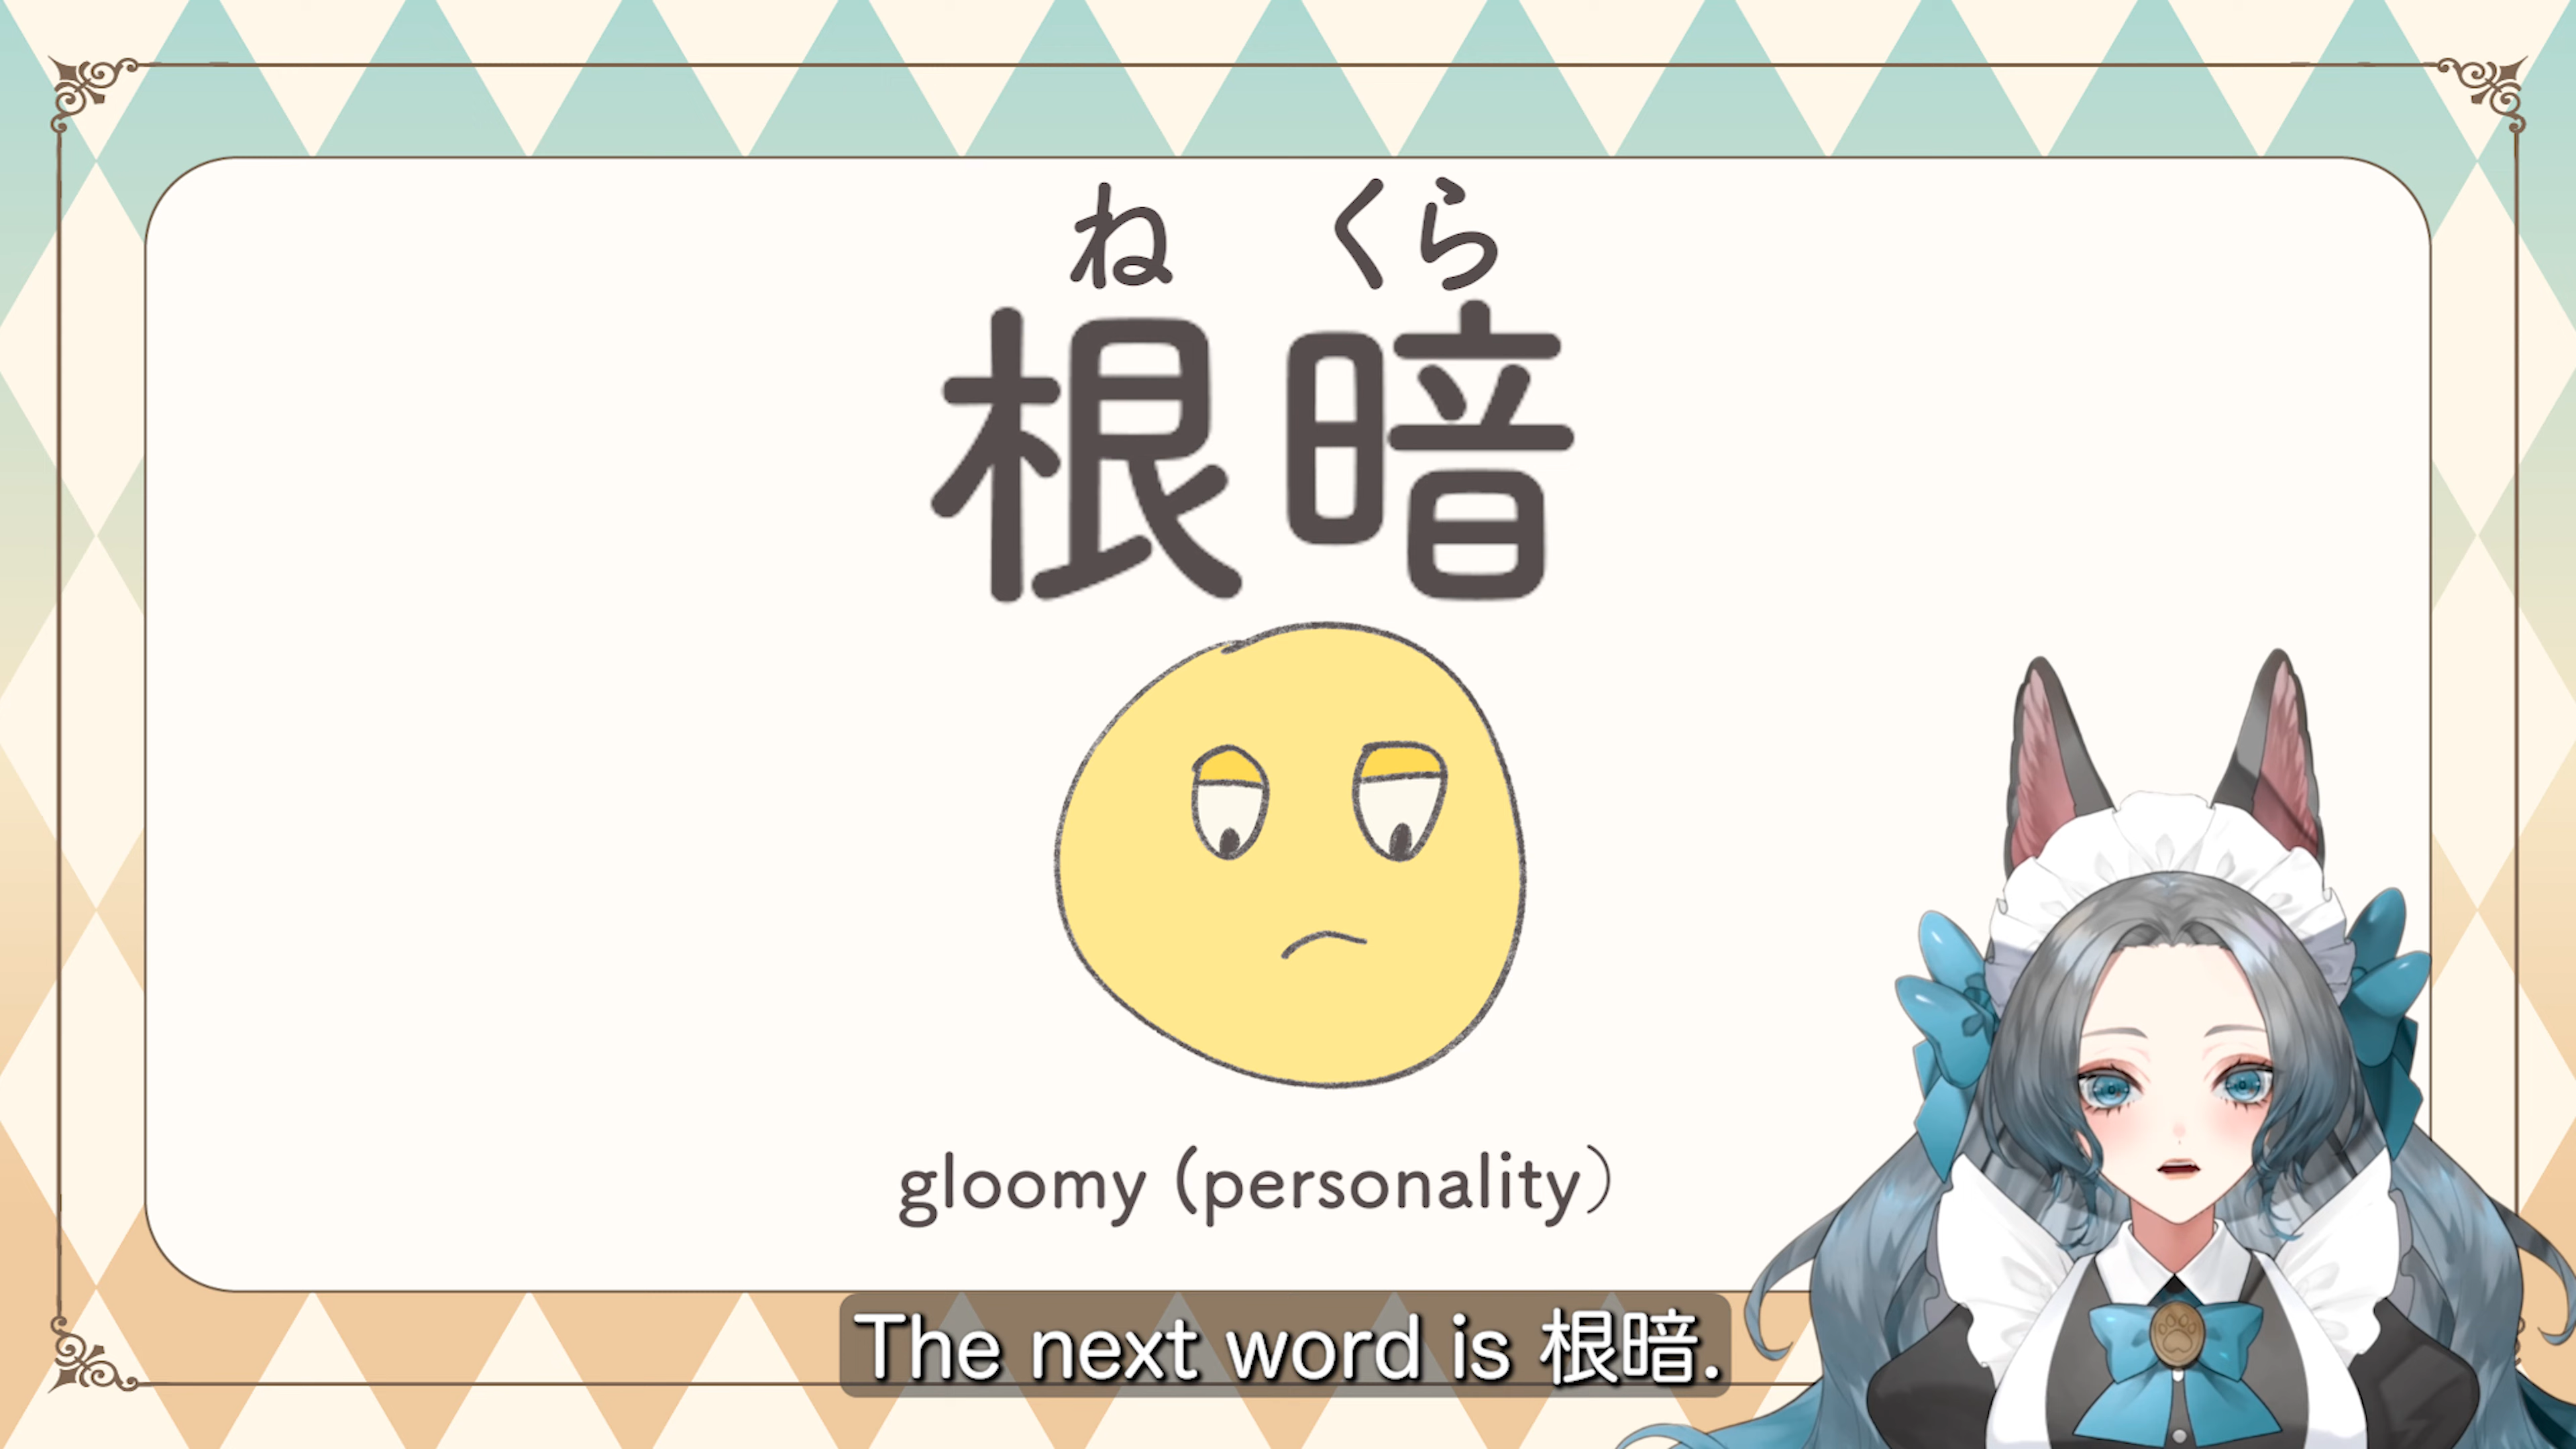 ね くら
根暗
gloomy (personality）
The next word is 根暗.